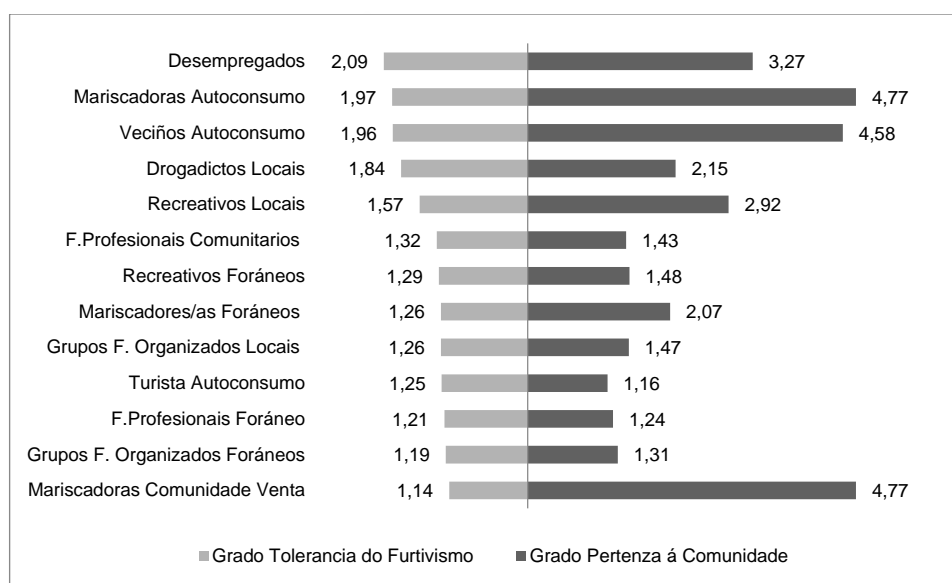 Desempregados 2,09 3,27
Mariscadoras Autoconsumo 1,97 4,77
Veciños Autoconsumo 1,96 4,58
Drogadictos Locais 1,84 2,15
Recreativos Locais 1,57 2,92
F.Profesionais Comunitarios 1,32 1,43
Recreativos Foráneos 1,29 1,48
Mariscadores/as Foráneos 1,26 2,07
Grupos F. Organizados Locais 1,26 1,47
Turista Autoconsumo 1,25 1,16
F.Profesionais Foráneo 1,21 1,24
Grupos F. Organizados Foráneos 1,19 1,31
Mariscadoras Comunidade Venta 1,14 4,77
Grado Tolerancia do Furtivismo Grado Pertenza á Comunidade